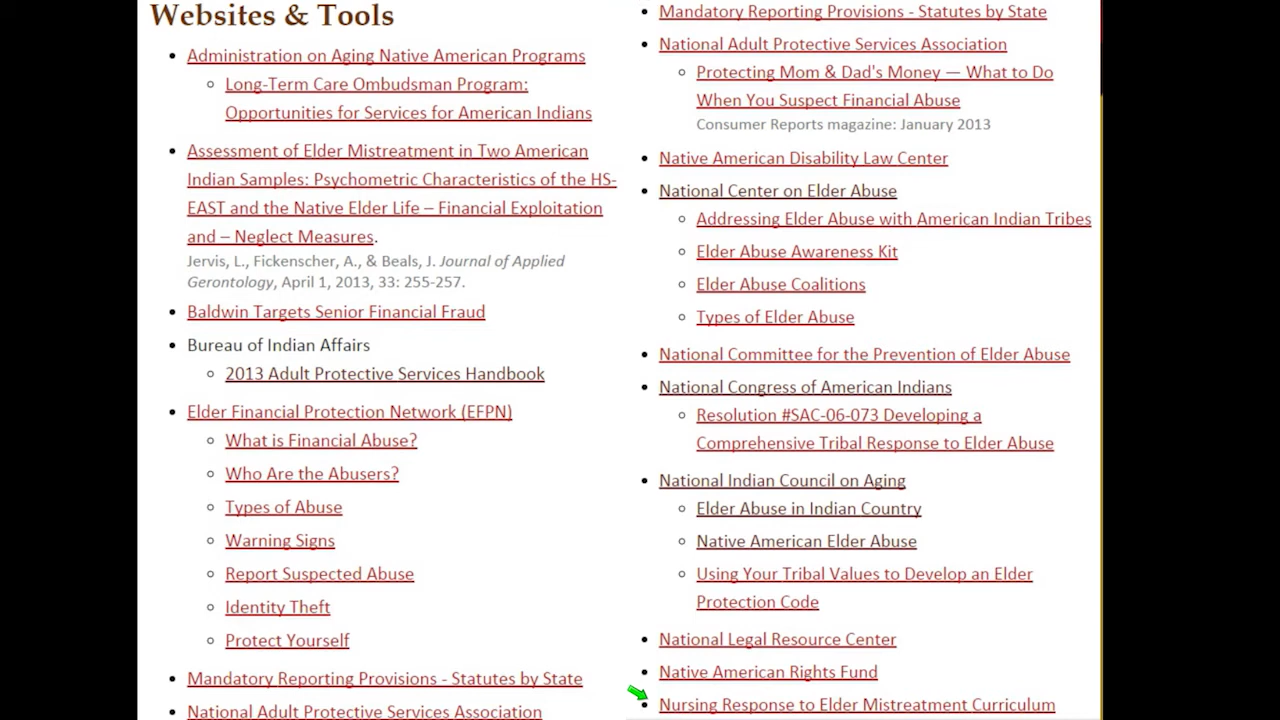 Websites & Tools
Administration on Aging Native American Programs
Long-Term Care Ombudsman Program:
Opportunities for Services for American Indians
Assessment of Elder Mistreatment in Two American
Indian Samples: Psychometric Characteristics of the HS-
EAST and the Native Elder Life – Financial Exploitation
and – Neglect Measures.
Jervis, L., Fickenscher, A., & Beals, J. Journal of Applied
Gerontology, April 1, 2013, 33: 255-257.
Baldwin Targets Senior Financial Fraud
Bureau of Indian Affairs
2013 Adult Protective Services Handbook
Elder Financial Protection Network (EFPN)
What is Financial Abuse?
Who Are the Abusers?
Types of Abuse
Warning Signs
Report Suspected Abuse
Identity Theft
Protect Yourself
Mandatory Reporting Provisions - Statutes by State
National Adult Protective Services Association
Mandatory Reporting Provisions - Statutes by State
National Adult Protective Services Association
Protecting Mom & Dad's Money — What to Do
When You Suspect Financial Abuse
Consumer Reports magazine: January 2013
Native American Disability Law Center
National Center on Elder Abuse
Addressing Elder Abuse with American Indian Tribes
Elder Abuse Awareness Kit
Elder Abuse Coalitions
Types of Elder Abuse
National Committee for the Prevention of Elder Abuse
National Congress of American Indians
Resolution #SAC-06-073 Developing a
Comprehensive Tribal Response to Elder Abuse
National Indian Council on Aging
Elder Abuse in Indian Country
Native American Elder Abuse
Using Your Tribal Values to Develop an Elder
Protection Code
National Legal Resource Center
Native American Rights Fund
Nursing Response to Elder Mistreatment Curriculum